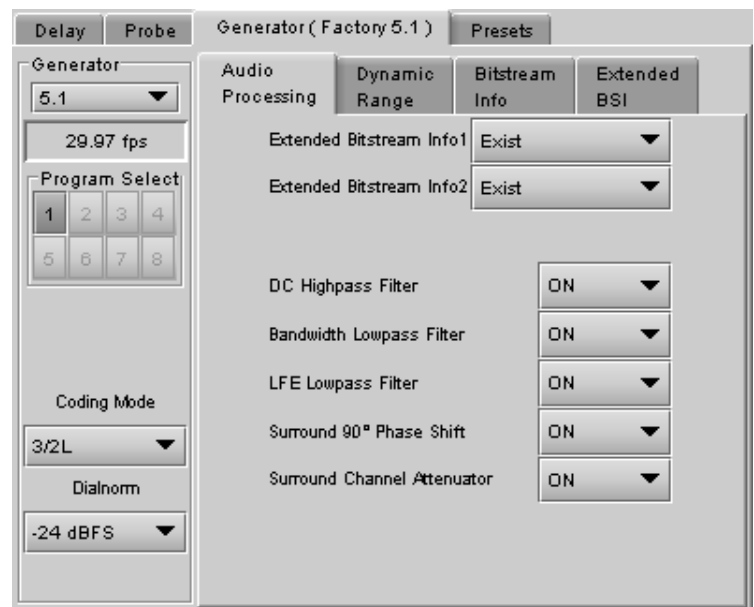 Delay Probe Generator ( Factory 5.1 ) Presets
Generator
5.1
29.97 fps
Program Select
1 2 3 4
5 6 7 8
Coding Mode
3/2L
Dialnorm
-24 dBFS
Audio Processing
Dynamic Range
Bitstream Info
Extended BSI
Extended Bitstream Info1 Exist
Extended Bitstream Info2 Exist
DC Highpass Filter ON
Bandwidth Lowpass Filter ON
LFE Lowpass Filter ON
Surround 90° Phase Shift ON
Surround Channel Attenuator ON